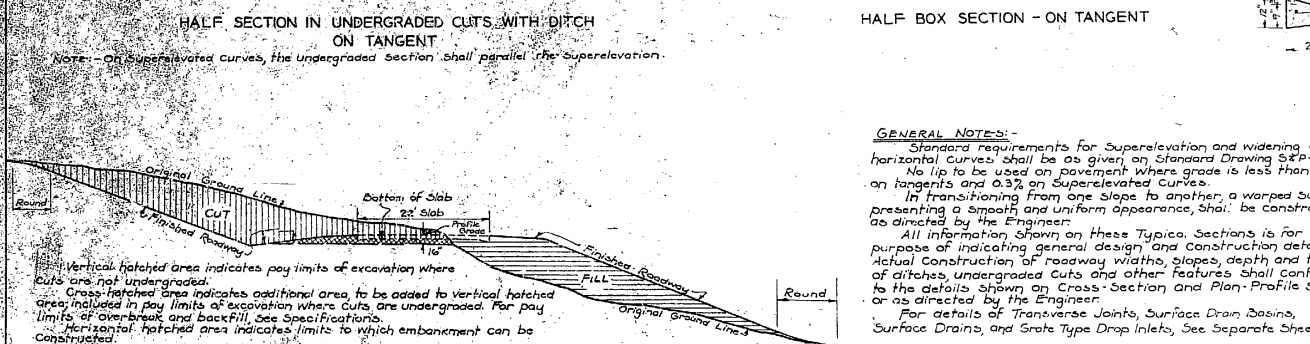 HALF SECTION IN UNDERGRADED CUTS WITH DITCH
ON TANGENT
NOTE:- On Superelevated Curves, the undergraded section shall parallel the Superelevation.
HALF BOX SECTION - ON TANGENT
Round
Original Ground Line
CUT
Finished Roadway
Bottom of Slab
22' Slab
Profile
Grade
16"
Finished Roadway
FILL
Original Ground Line
Round
Vertical hatched area indicates pay limits of excavation where
Cuts are not undergraded.
Cross-hatched area indicates additional area, to be added to vertical hatched
area, included in pay limits of excavation where cuts are undergraded. For pay
limits of overbreak and backfill, see Specifications.
Horizontal hatched area indicates limits to which embankment can be
Constructed.
GENERAL NOTES:-
Standard requirements for Superelevation and widening
horizontal Curves shall be as given on Standard Drawing
No lip to be used on pavement where grade is less than
on tangents and 0.3% on Superelevated Curves.
In transitioning from one slope to another, a warped
presenting a smooth and uniform appearance, shall be
as directed by the Engineer.
All information shown on these Typical Sections is for
purpose of indicating general design and Construction
Actual Construction of roadway widths, slopes, depth and
of ditches, undergraded Cuts and other features shall
to the details shown on Cross-Section and Plan-Profile
or as directed by the Engineer.
For details of Transverse Joints, Surface Drain Basins,
Surface Drains, and Grate Type Drop Inlets, See Separate